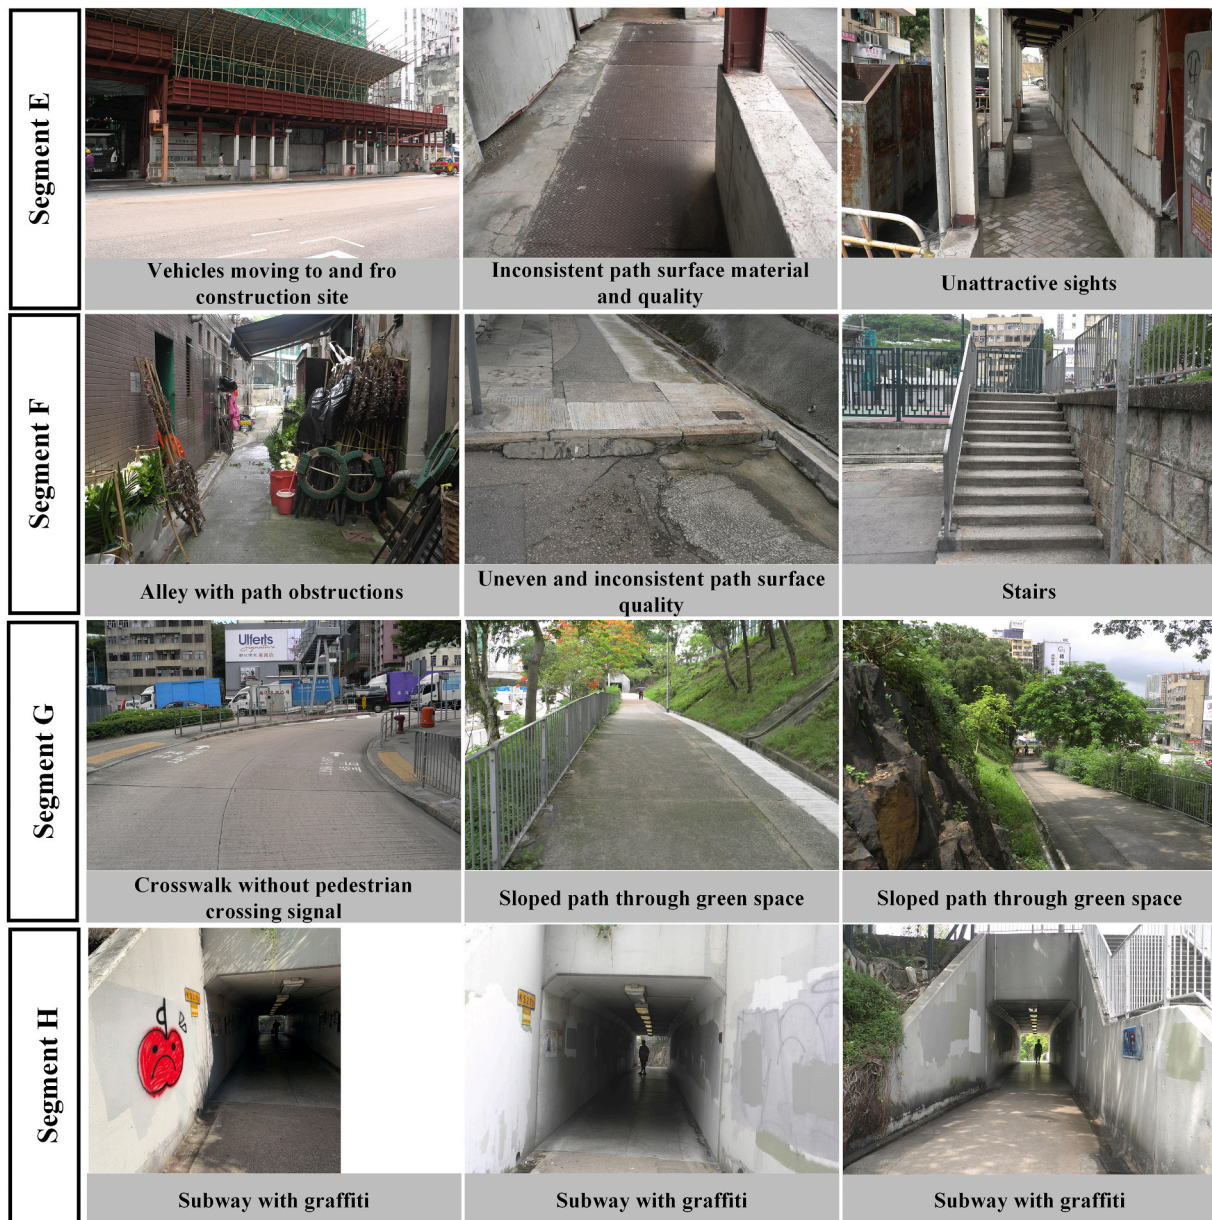 Segment E
Vehicles moving to and fro
construction site
Inconsistent path surface material
and quality
Unattractive sights
Segment F
Alley with path obstructions
Uneven and inconsistent path surface
quality
Stairs
Segment G
Ulferts
Signature
Crosswalk without pedestrian
crossing signal
Sloped path through green space
Sloped path through green space
Segment H
Subway with graffiti
Subway with graffiti
Subway with graffiti